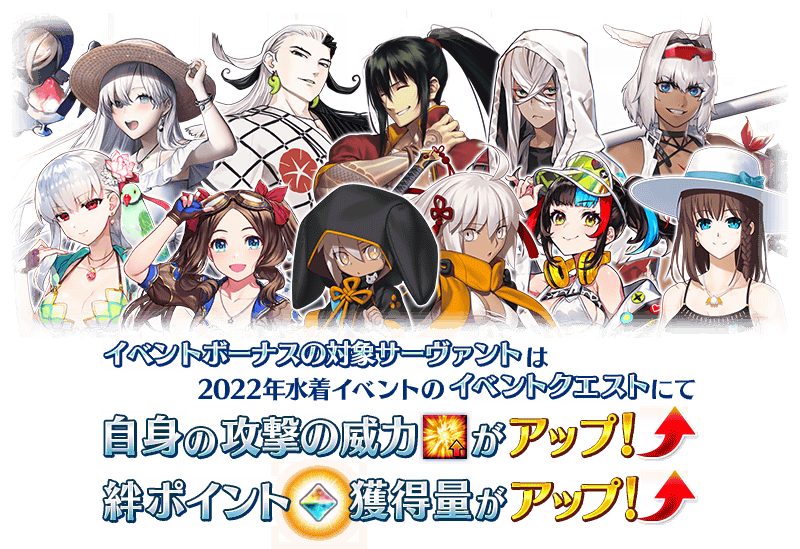 イベントボーナスの対象サーヴァントは
2022年水着イベントのイベントクエストにて
自身の攻撃の威力がアップ!
絆ポイント獲得量がアップ!